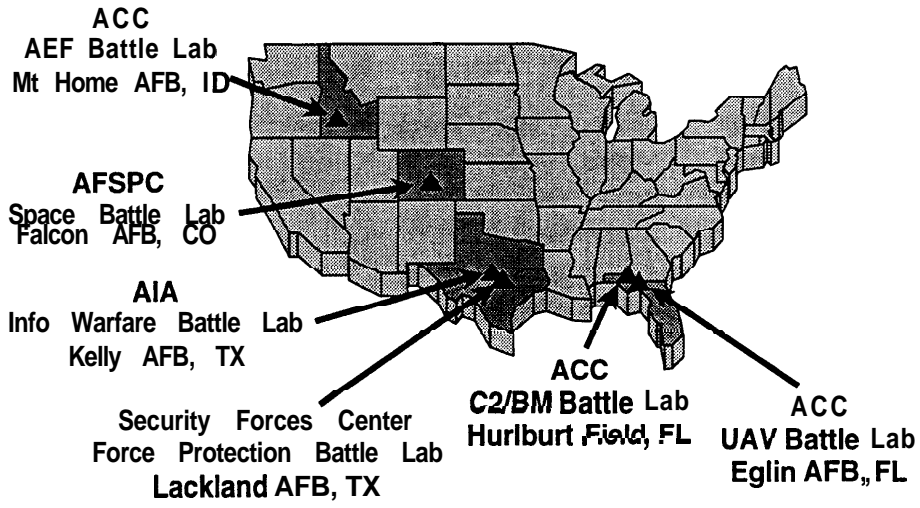 ACC
AEF Battle Lab
Mt Home AFB, ID
AFSPC
Space Battle Lab
Falcon AFB, CO
AIA
Info Warfare Battle Lab
Kelly AFB, TX
Security Forces Center
Force Protection Battle Lab
Lackland AFB, TX
ACC
C2/BM Battle Lab
Hurlburt Field, FL
ACC
UAV Battle Lab
Eglin AFB,, FL